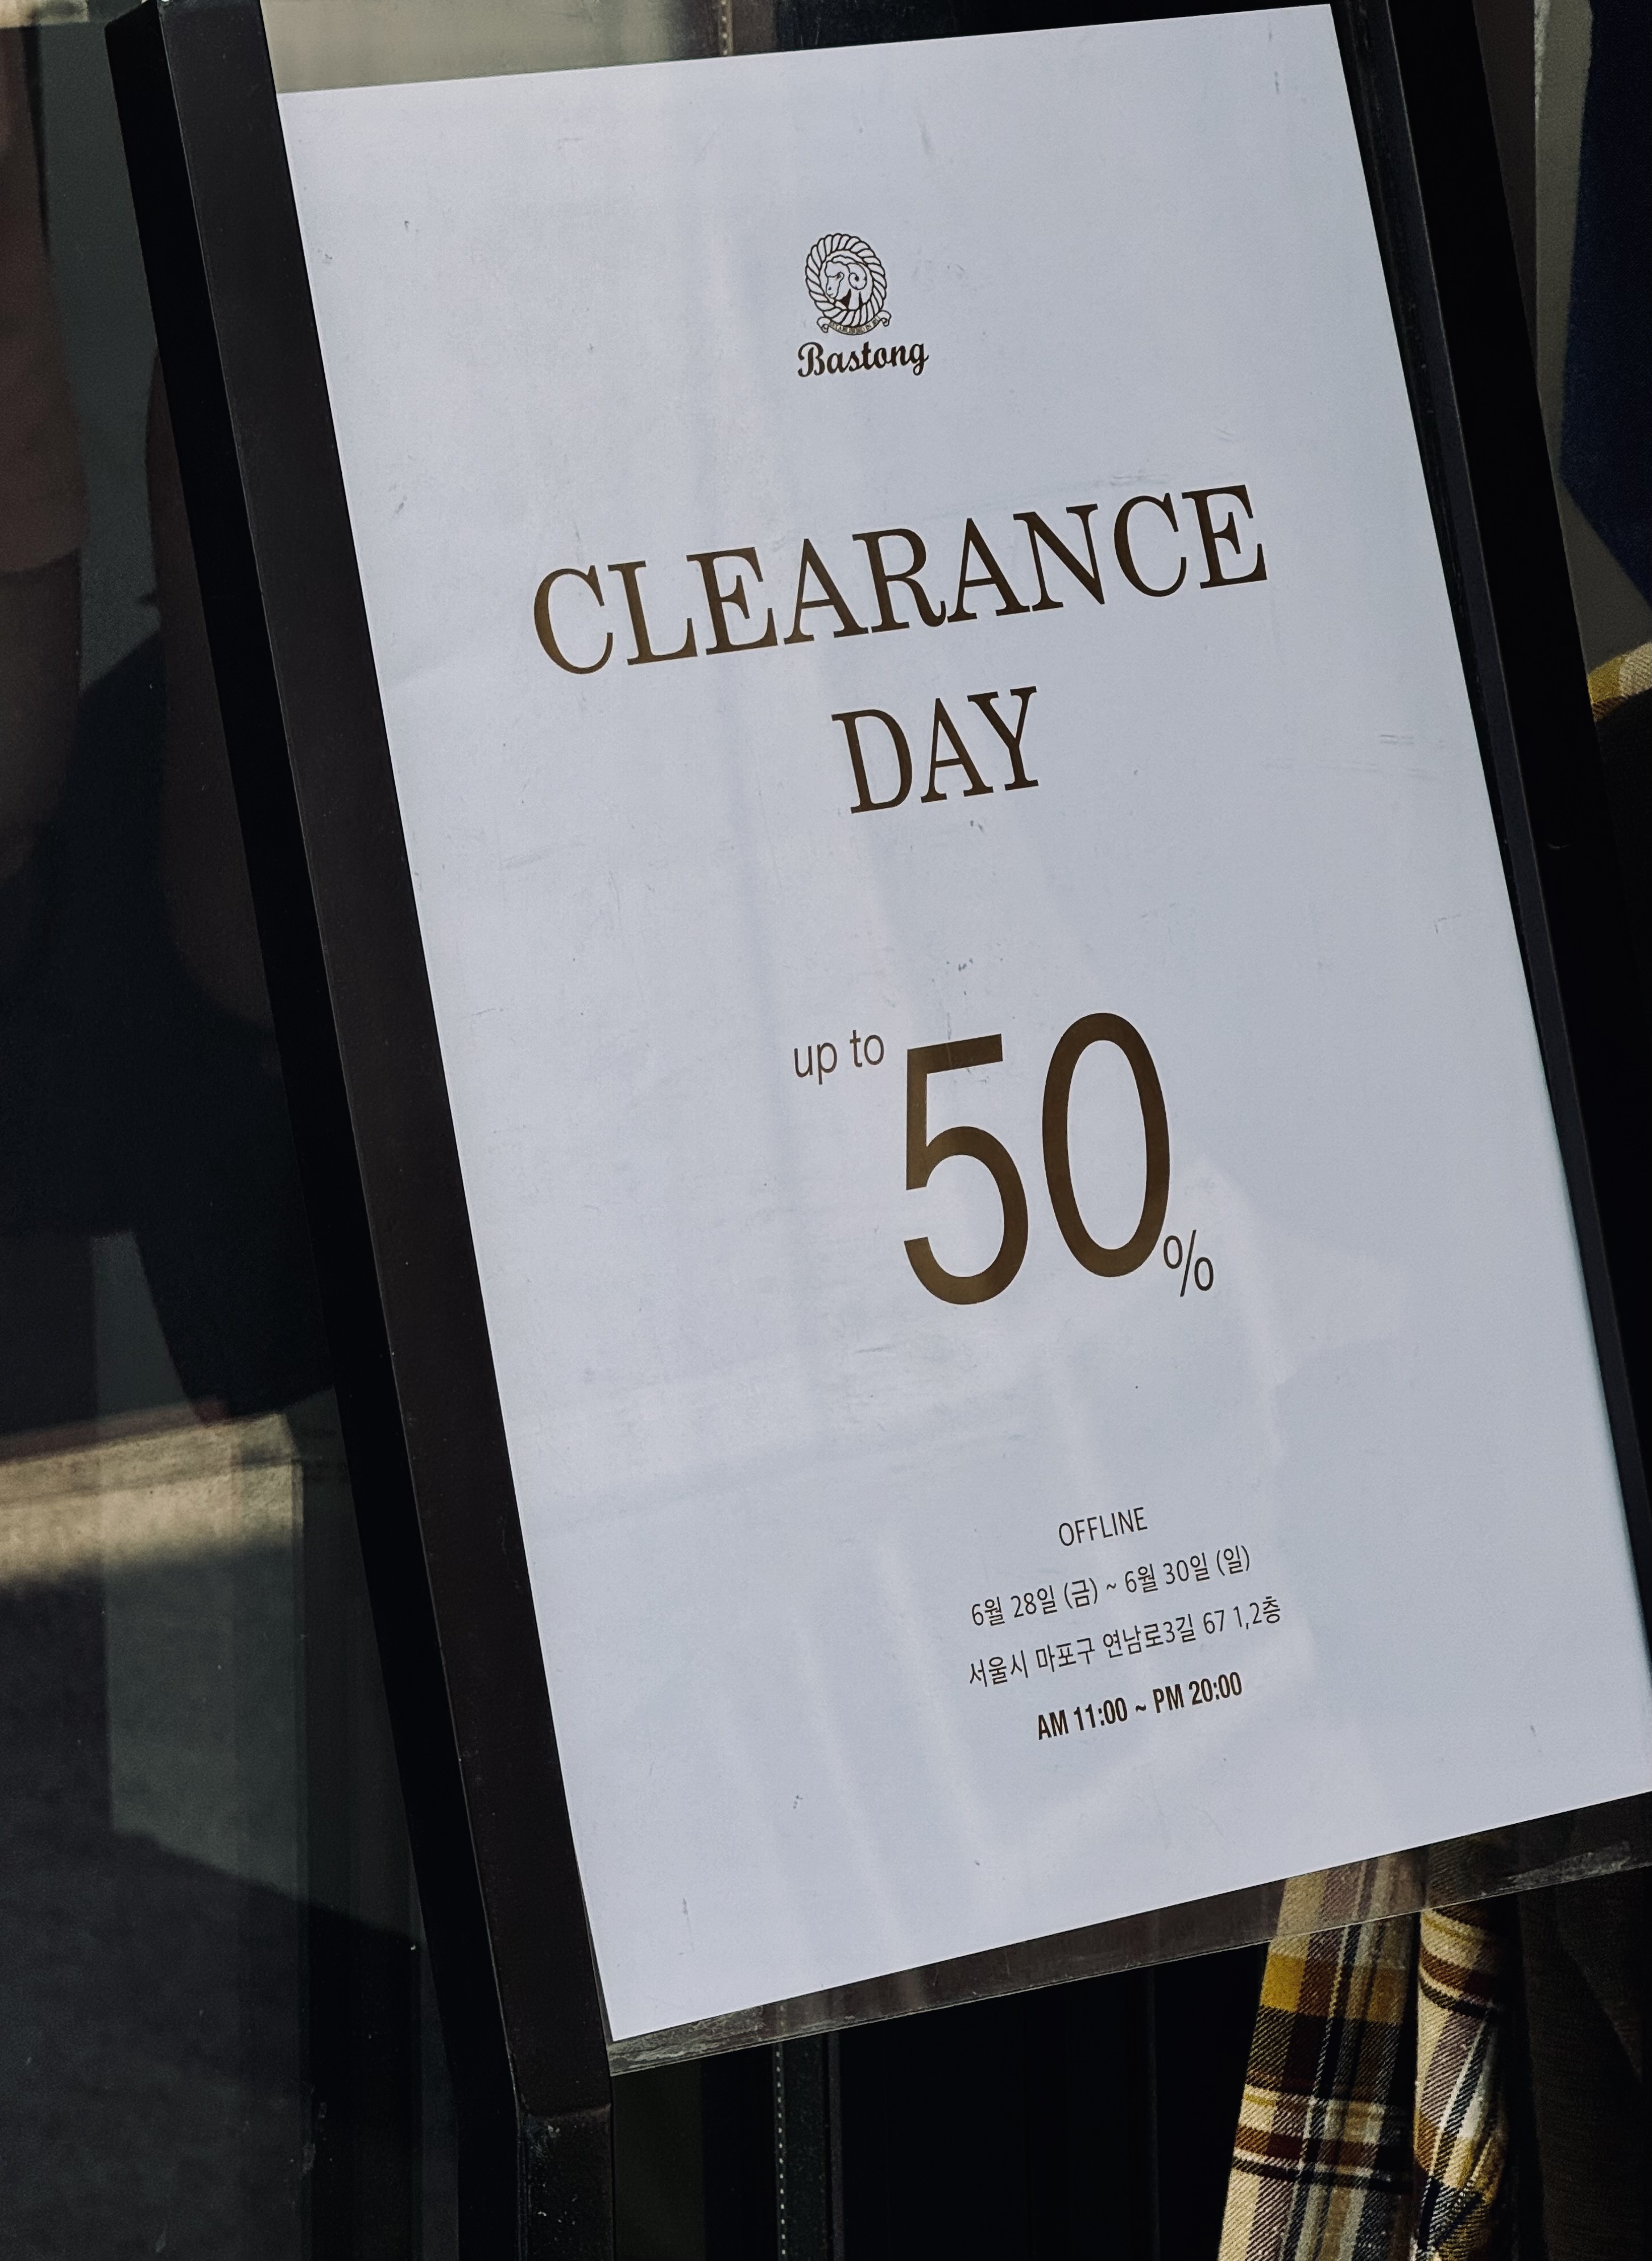 Bastong
CLEARANCE
DAY
up to 50%
OFFLINE
6월 28일 (금) ~ 6월 30일 (일)
서울시 마포구 연남로3길 67 1,2층
AM 11:00 ~ PM 20:00